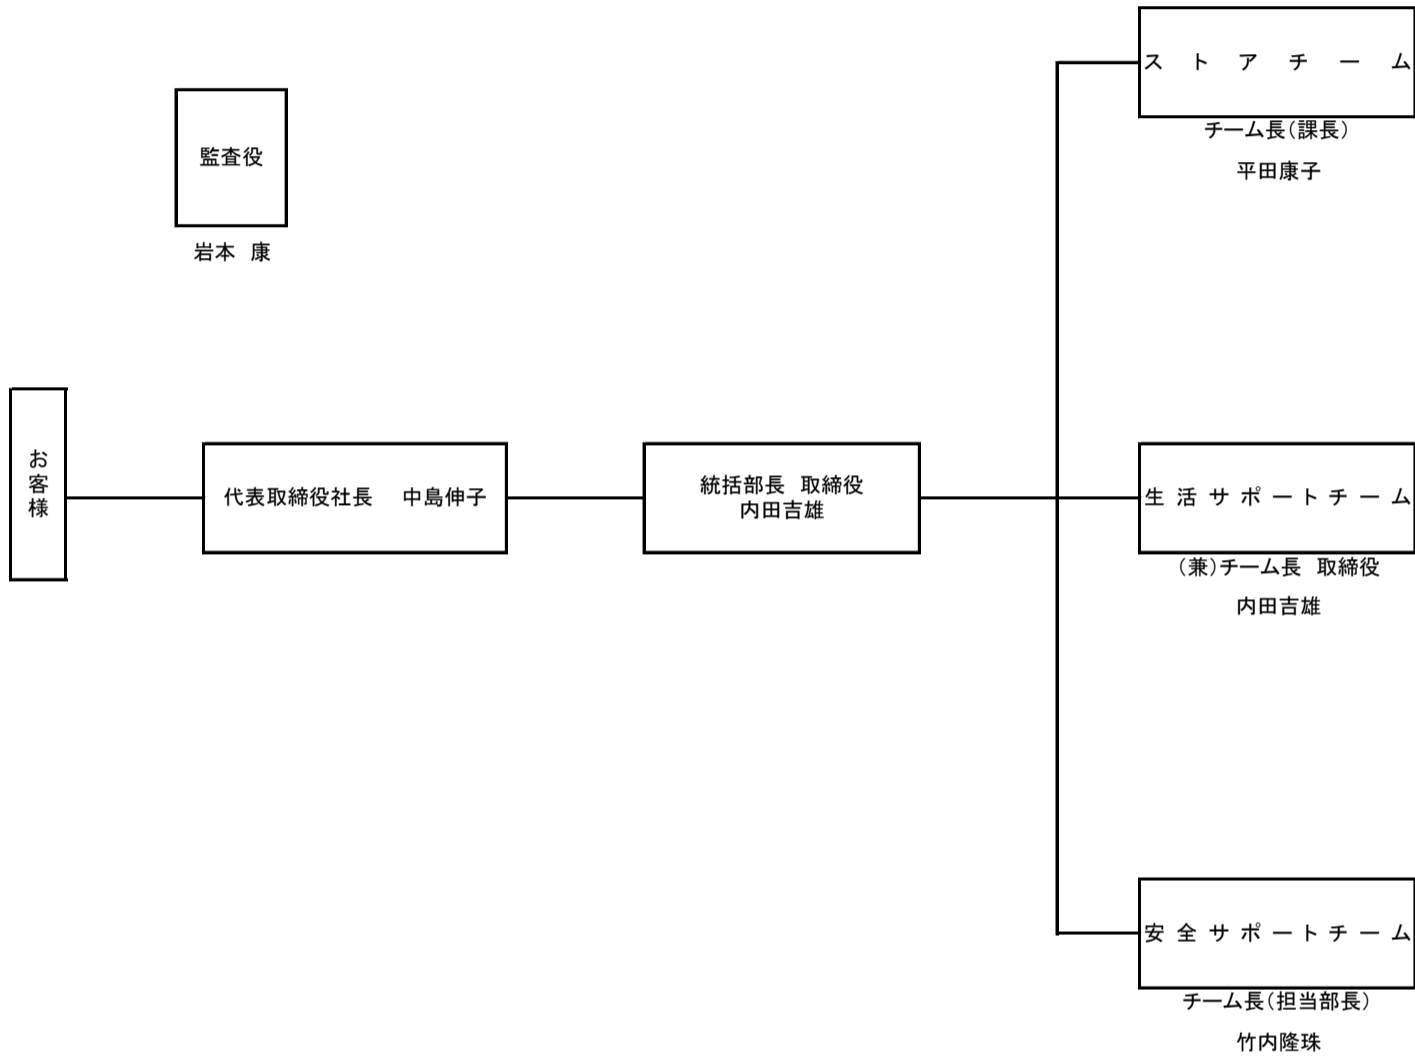 ストアチーム
チーム長(課長)
平田康子
監査役
岩本 康
お客様
代表取締役社長 中島伸子
統括部長 取締役
内田吉雄
生活サポートチーム
(兼)チーム長 取締役
内田吉雄
安全サポートチーム
チーム長(担当部長)
竹内隆珠